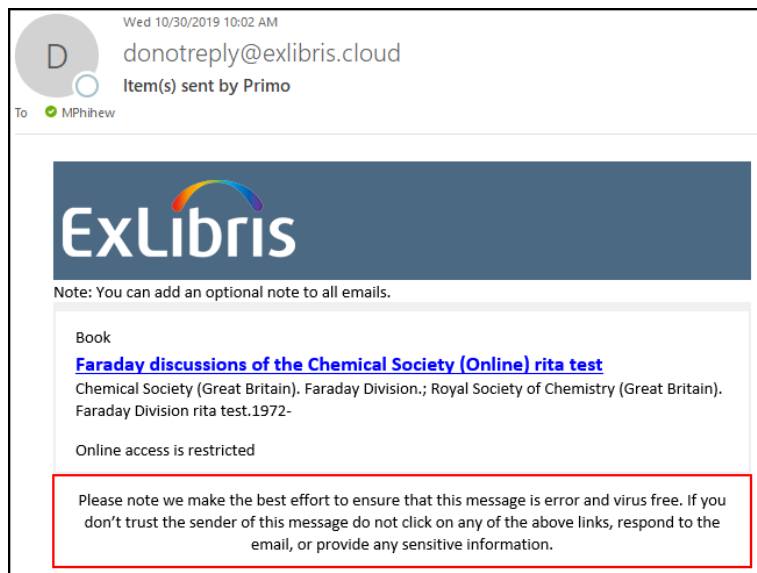 Wed 10/30/2019 10:02 AM
D
donotreply@exlibris.cloud
Item(s) sent by Primo
To MPhihew
ExLibris
Note: You can add an optional note to all emails.
Book
Faraday discussions of the Chemical Society (Online) rita test
Chemical Society (Great Britain). Faraday Division.; Royal Society of Chemistry (Great Britain).
Faraday Division rita test.1972-
Online access is restricted
Please note we make the best effort to ensure that this message is error and virus free. If you
don't trust the sender of this message do not click on any of the above links, respond to the
email, or provide any sensitive information.